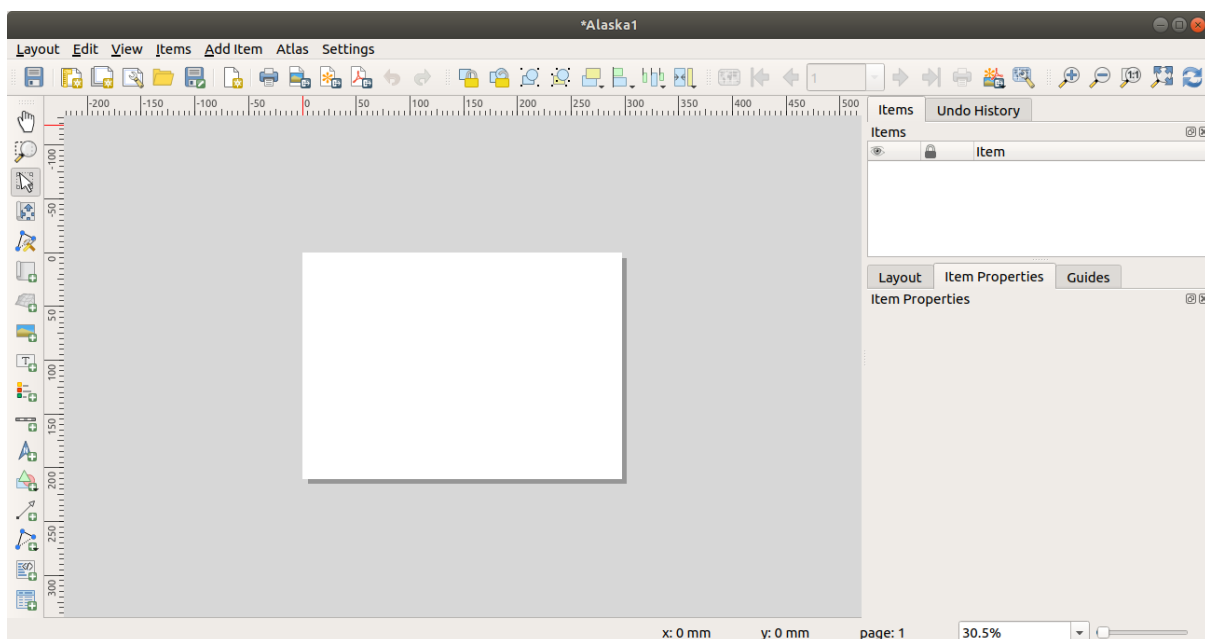 *Alaska1
Layout Edit View Items Add Item Atlas Settings
1:1
1
-200 -150 -100 -50 0 50 100 150 200 250 300 350 400 450 500
Items Undo History
Items
Item
-100
-50
0
50
100
150
200
250
300
Layout Item Properties Guides
Item Properties
x: 0 mm y: 0 mm page: 1 30.5%